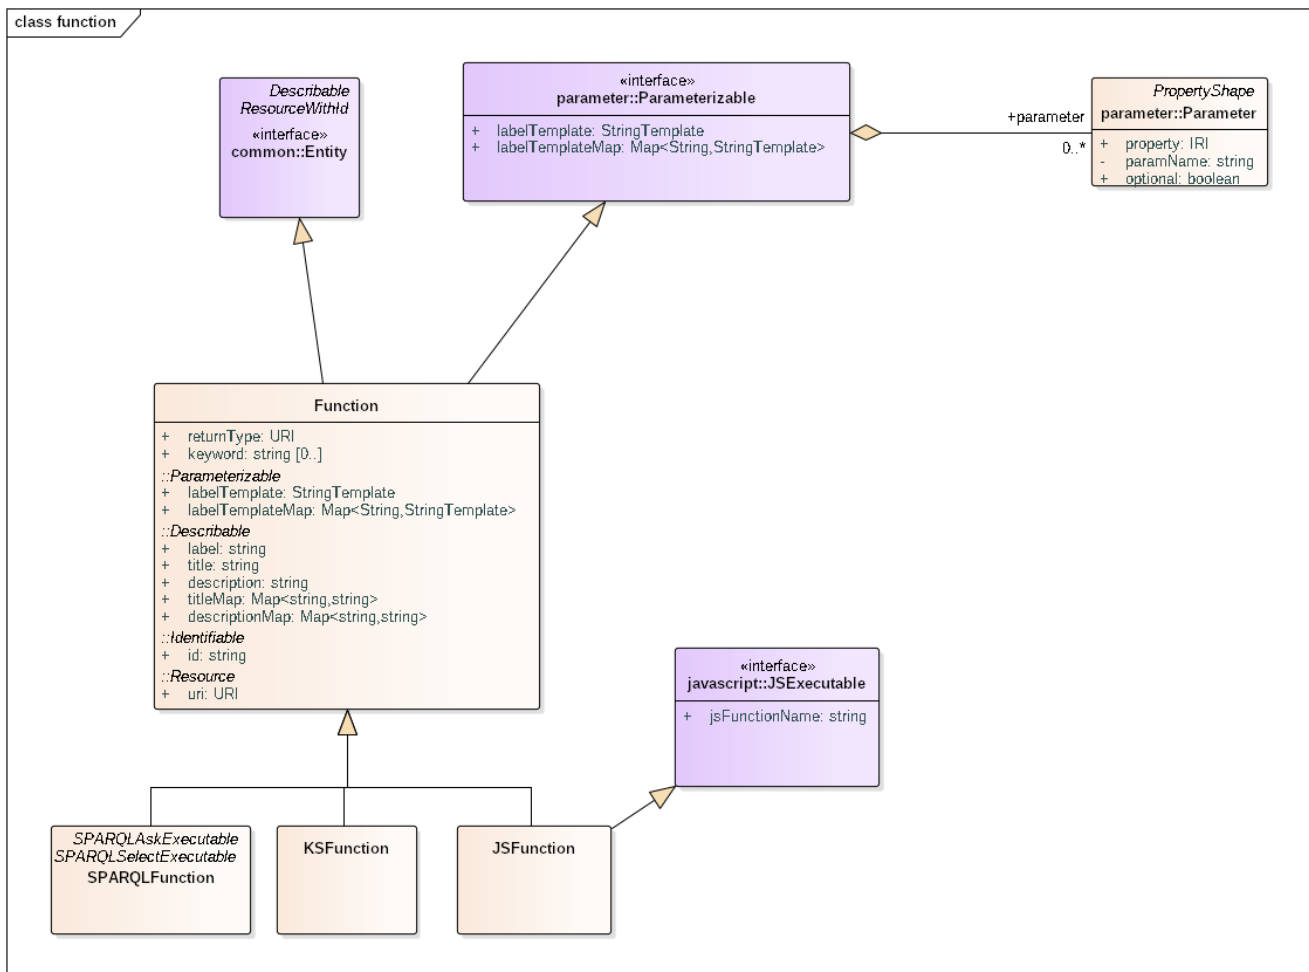 class function
Describable
ResourceWithId
«interface»
common::Entity
«interface»
parameter::Parameterizable
+ labelTemplate: StringTemplate
+ labelTemplateMap: Map<String,StringTemplate>
+parameter
0..*
PropertyShape
parameter::Parameter
+ property: IRI
- paramName: string
+ optional: boolean
Function
+ returnType: URI
+ keyword: string [0..]
::Parameterizable
+ labelTemplate: StringTemplate
+ labelTemplateMap: Map<String,StringTemplate>
::Describable
+ label: string
+ title: string
+ description: string
+ titleMap: Map<string,string>
+ descriptionMap: Map<string,string>
::Identifiable
+ id: string
::Resource
+ uri: URI
«interface»
javascript::JSExecutable
+ jsFunctionName: string
SPARQLAskExecutable
SPARQLSelectExecutable
SPARQLFunction
KSFunction
JSFunction